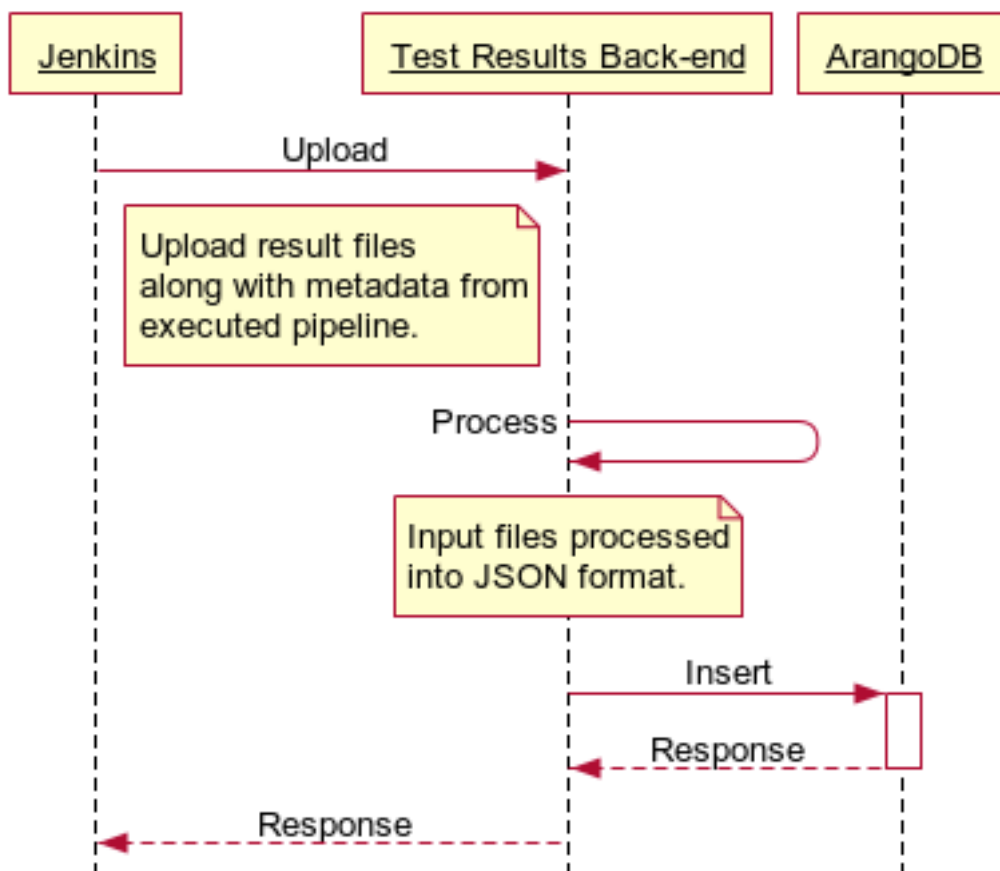 Jenkins
Test Results Back-end
ArangoDB
Upload
Upload result files
along with metadata from
executed pipeline.
Process
Input files processed
into JSON format.
Insert
Response
Response